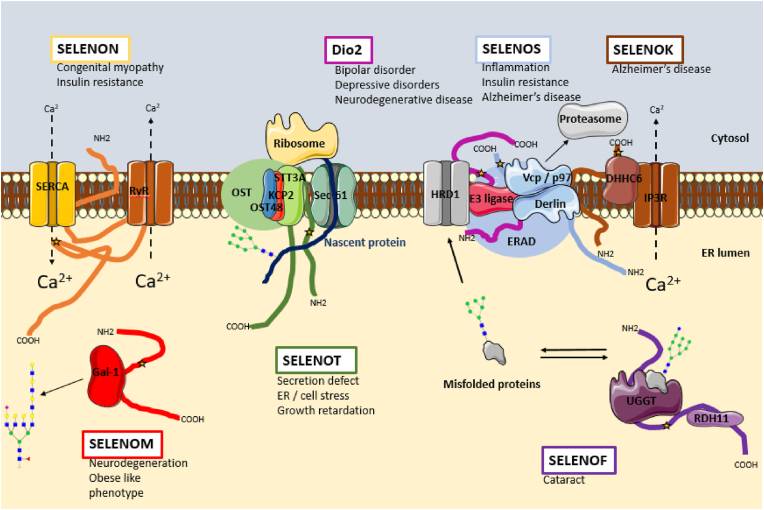 SELENON
Congenital myopathy
Insulin resistance
Dio2
Bipolar disorder
Depressive disorders
Neurodegenerative disease
SELENOS
Inflammation
Insulin resistance
Alzheimer's disease
SELENOK
Alzheimer's disease
Ca²
NH2
Ca²
Ribosome
COOH
COOH
Proteasome
COOH
Ca²
Cytosol
SERCA
RyR
OST
STT3A
KCP2
OST48
Sec61
HRD1
E3 ligase
Vcp / p97
Derlin
DHHC6
IP3R
Nascent protein
NH2
ERAD
NH2
NH2
ER lumen
Ca2+
Ca2+
Ca2+
COOH
NH2
COOH
NH2
Gal-1
COOH
SELENOT
Secretion defect
ER / cell stress
Growth retardation
Misfolded proteins
NH2
UGGT
RDH11
COOH
SELENOM
Neurodegeneration
Obese like
phenotype
SELENOF
Cataract